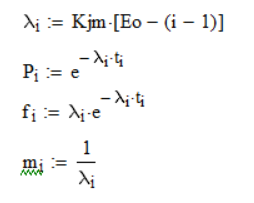 λi := Kjm·[Eo − (i − 1)]
Pi := e^−λi·ti
fi := λi·e^−λi·ti
mi := 1/λi